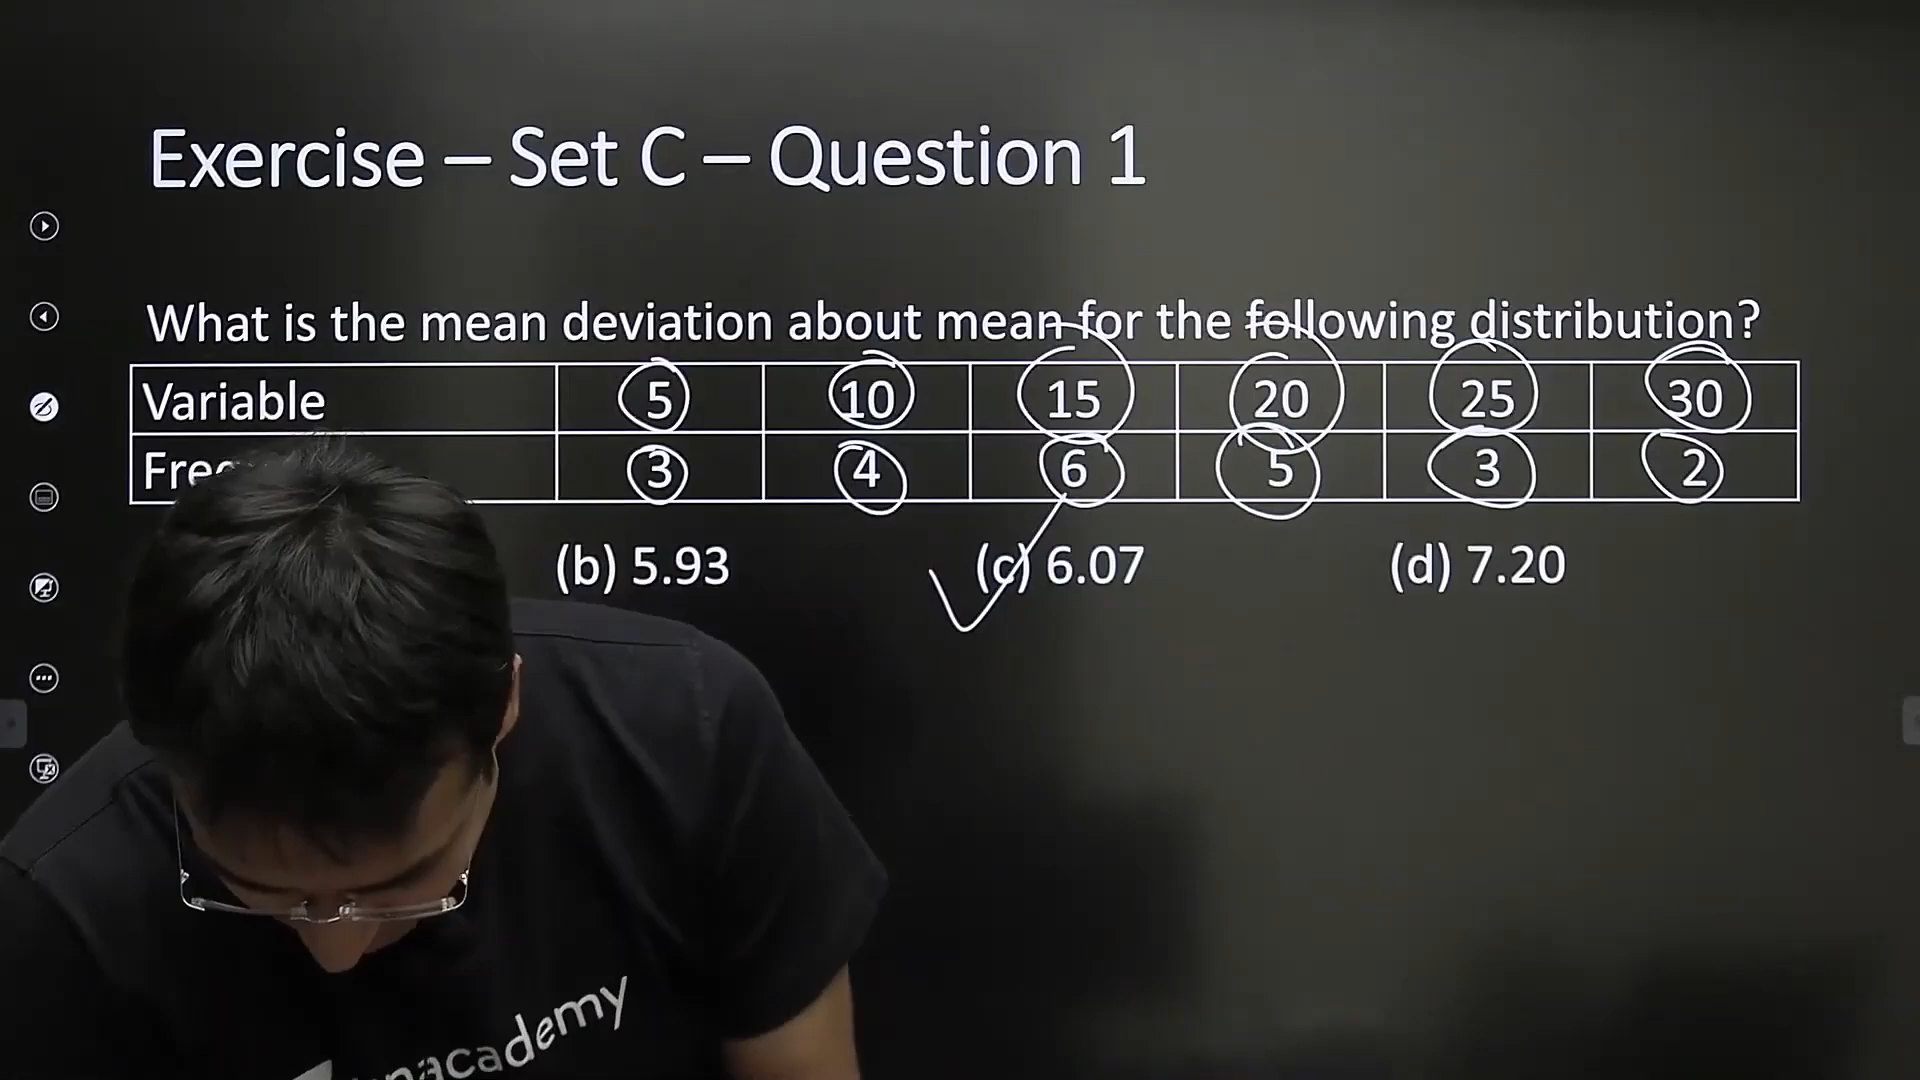 Exercise – Set C – Question 1
What is the mean deviation about mean for the following distribution?
Variable 5 10 15 20 25 30
3 4 6 5 3 2
(b) 5.93 (c) 6.07 (d) 7.20